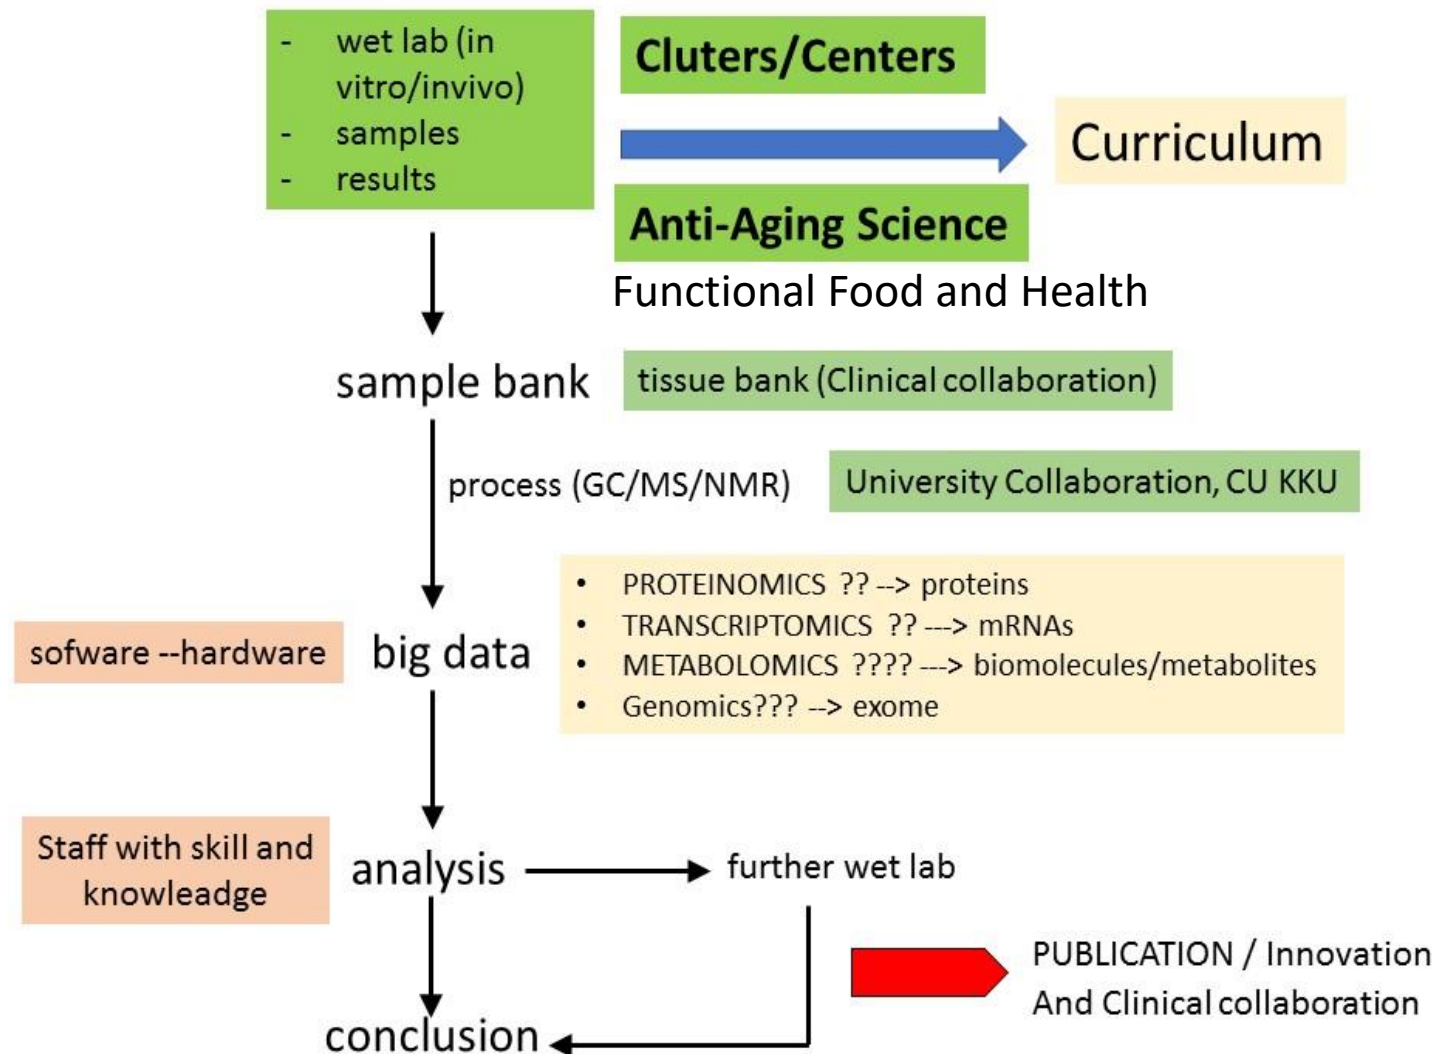 - wet lab (in
vitro/invivo)
- samples
- results
Cluters/Centers
Curriculum
Anti-Aging Science
Functional Food and Health
sample bank
tissue bank (Clinical collaboration)
process (GC/MS/NMR)
University Collaboration, CU KKU
• PROTEINOMICS ?? --> proteins
• TRANSCRIPTOMICS ?? ---> mRNAs
• METABOLOMICS ???? ---> biomolecules/metabolites
• Genomics??? --> exome
sofware --hardware
big data
Staff with skill and
knowleadge
analysis
further wet lab
PUBLICATION / Innovation
And Clinical collaboration
conclusion